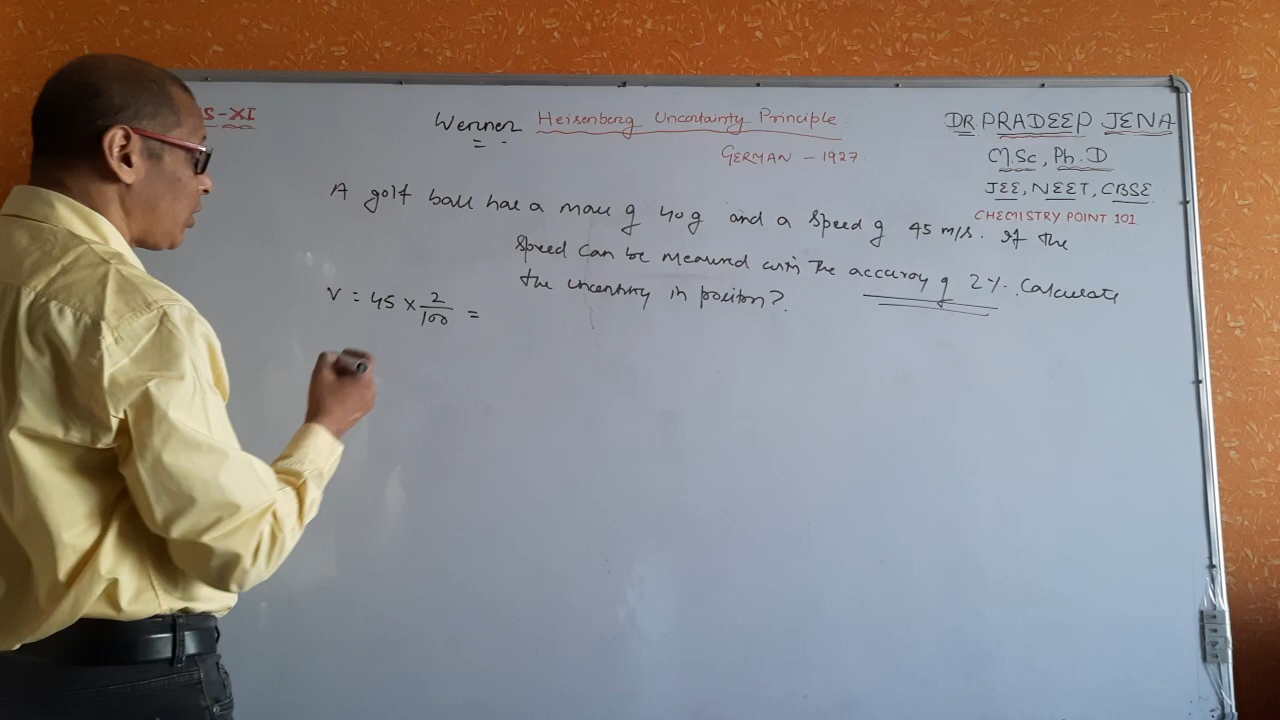 IX-S
Werner Heisenberg Uncertainty Principle
GERMAN – 1927
DR PRADEEP JENA
M.Sc, Ph.D
JEE, NEET, CBSE
CHEMISTRY POINT 101
A golf ball has a mass of 40g and a speed of 45 m/s. If the
speed can be measured with the accuracy of 2%. Calculate
the uncertainty in position?
V = 45 × 2/100 =